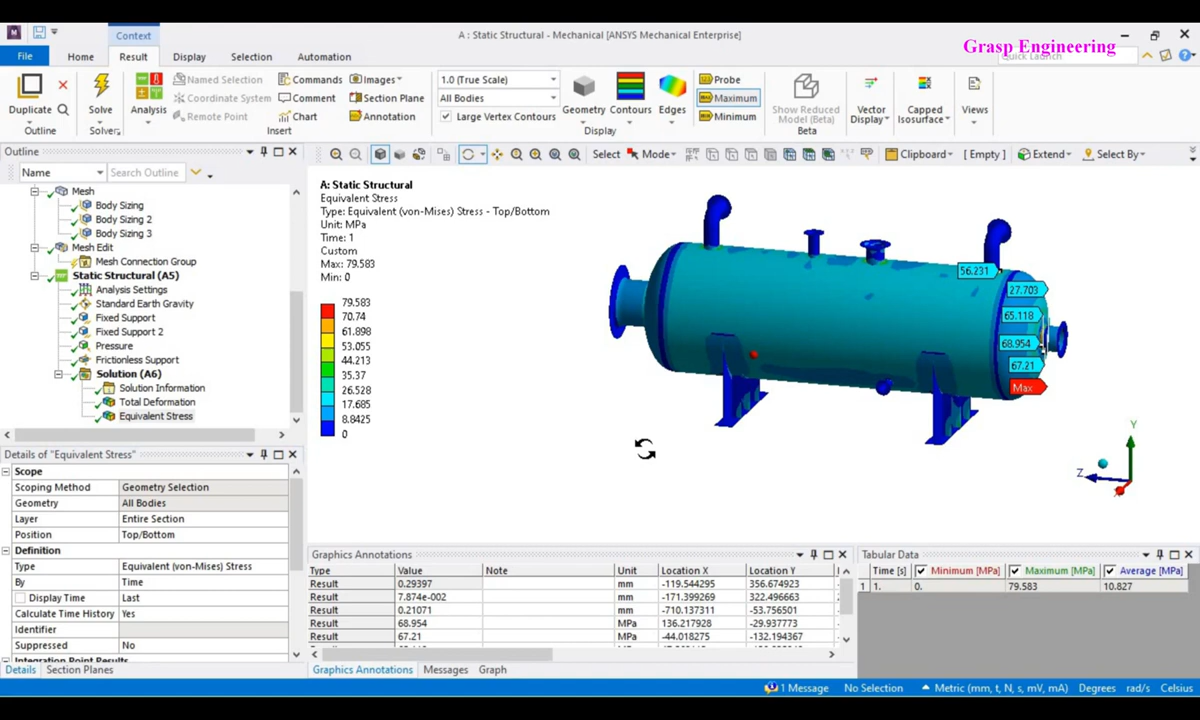 Context
A : Static Structural - Mechanical [ANSYS Mechanical Enterprise]
Grasp Engineering
File Home Result Display Selection Automation
Quick Launch
Duplicate
Outline
Solve
Solver
Analysis
Named Selection
Coordinate System
Remote Point
Commands
Comment
Chart
Images
Section Plane
Annotation
Insert
1.0 (True Scale)
All Bodies
Large Vertex Contours
Geometry
Contours
Edges
Display
Probe
Maximum
Minimum
Show Reduced
Model (Beta)
Beta
Vector
Display
Capped
Isosurface
Views
Outline
Name Search Outline
Select Mode Clipboard [ Empty ] Extend Select By
Mesh
Body Sizing
Body Sizing 2
Body Sizing 3
Mesh Edit
Mesh Connection Group
Static Structural (A5)
Analysis Settings
Standard Earth Gravity
Fixed Support
Fixed Support 2
Pressure
Frictionless Support
Solution (A6)
Solution Information
Total Deformation
Equivalent Stress
A: Static Structural
Equivalent Stress
Type: Equivalent (von-Mises) Stress - Top/Bottom
Unit: MPa
Time: 1
Custom
Max: 79.583
Min: 0
79.583
70.74
61.898
53.055
44.213
35.37
26.528
17.685
8.8425
0
56.231
27.703
65.118
68.954
67.21
Max
Y
Z
X
Details of "Equivalent Stress"
Scope
Scoping Method Geometry Selection
Geometry All Bodies
Layer Entire Section
Position Top/Bottom
Definition
Type Equivalent (von-Mises) Stress
By Time
Display Time Last
Calculate Time History Yes
Identifier
Suppressed No
Integration Point Results
Details Section Planes
Graphics Annotations
Type Value Note Unit Location X Location Y
Result 0.29397 mm -119.544295 356.674923
Result 7.874e-002 mm -171.399269 322.496663
Result 0.21071 mm -710.137311 -53.756501
Result 68.954 MPa 136.217928 -29.937773
Result 67.21 MPa -44.018275 -132.194367
Graphics Annotations Messages Graph
Tabular Data
Time [s] Minimum [MPa] Maximum [MPa] Average [MPa]
1 1. 0. 79.583 10.827
1 Message No Selection Metric (mm, t, N, s, mV, mA) Degrees rad/s Celsius